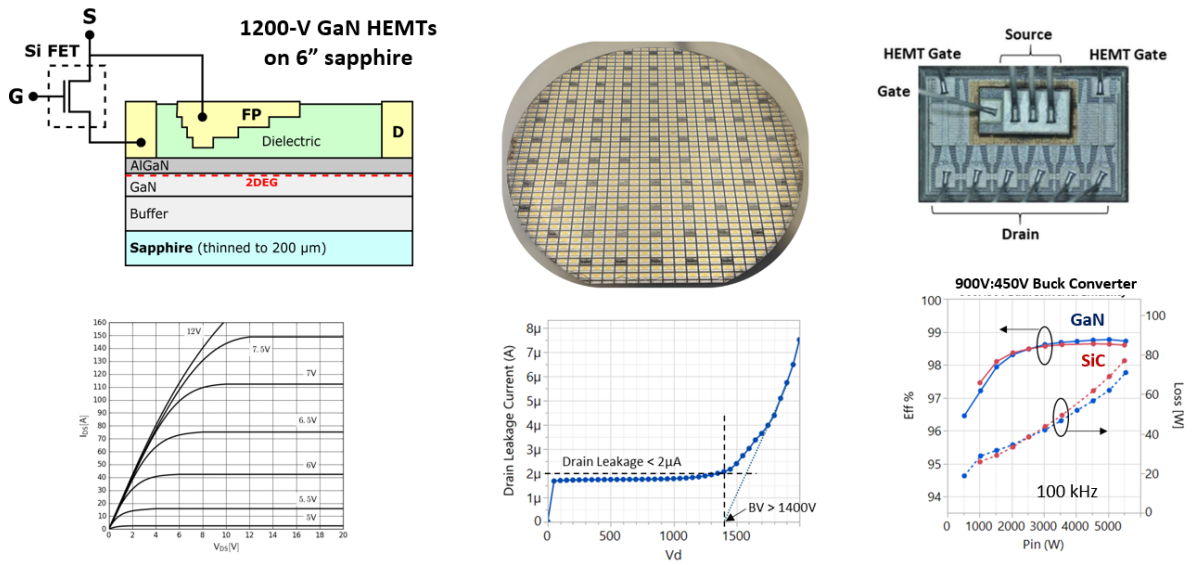 S
Si FET
G
1200-V GaN HEMTs
on 6” sapphire
FP
D
Dielectric
AlGaN
2DEG
GaN
Buffer
Sapphire (thinned to 200 μm)
Source
HEMT Gate
HEMT Gate
Gate
Drain
160
150
140
130
120
110
100
90
80
70
60
50
40
30
20
10
0
I_DS[A]
12V
7.5V
7V
6.5V
6V
5.5V
5V
0
2
4
6
8
10
12
14
16
18
20
V_DS[V]
8μ
7μ
6μ
5μ
4μ
3μ
2μ
1μ
0
Drain Leakage Current (A)
Drain Leakage < 2μA
BV > 1400V
0
500
1000
1500
Vd
900V:450V Buck Converter
100
99
98
97
96
95
94
Eff %
GaN
SiC
100
80
60
40
20
0
Loss [W]
100 kHz
0
1000
2000
3000
4000
5000
Pin (W)